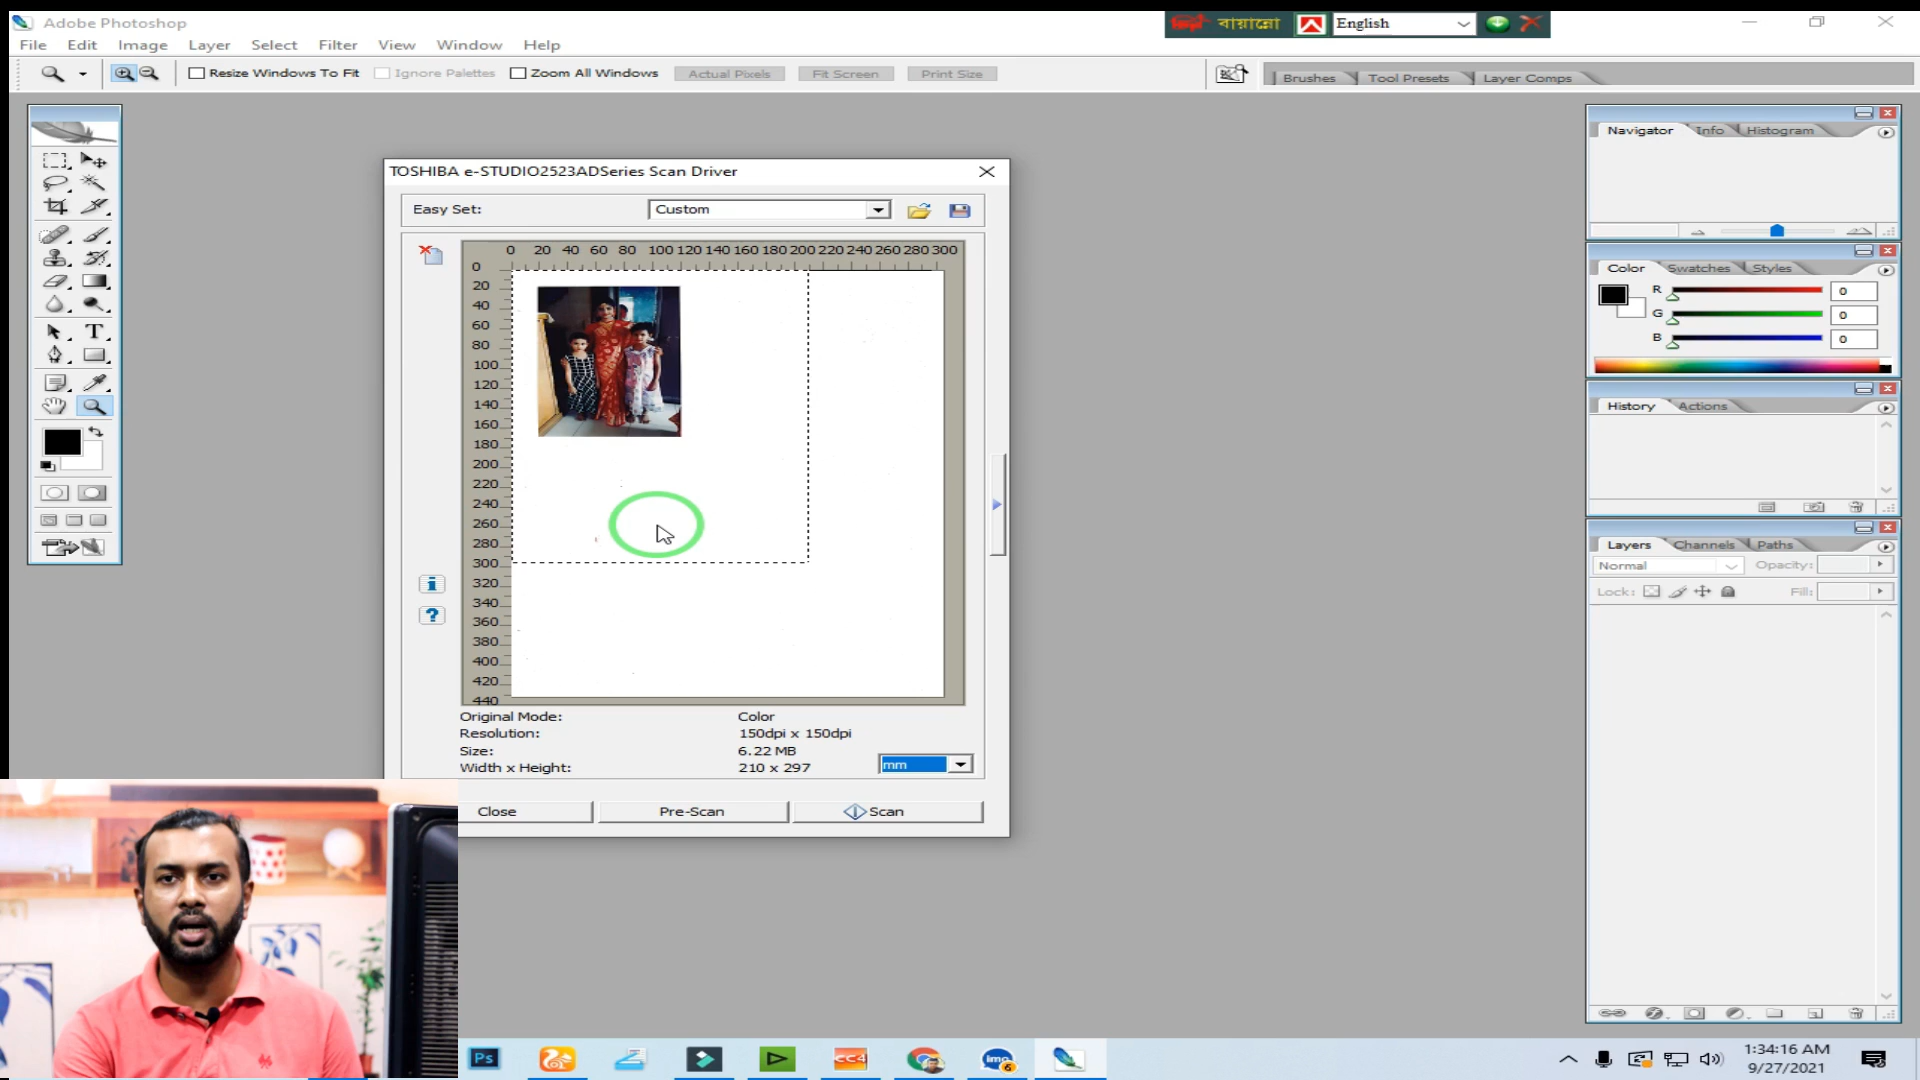 Adobe Photoshop
বায়ান্নো
English
File Edit Image Layer Select Filter View Window Help
Resize Windows To Fit Ignore Palettes Zoom All Windows Actual Pixels Fit Screen Print Size
Brushes Tool Presets Layer Comps
Navigator Info Histogram
TOSHIBA e-STUDIO2523ADSeries Scan Driver
Easy Set: Custom
0 20 40 60 80 100 120 140 160 180 200 220 240 260 280 300
0
20
40
60
80
100
120
140
160
180
200
220
240
260
280
300
320
340
360
380
400
420
440
Original Mode: Color
Resolution: 150dpi x 150dpi
Size: 6.22 MB
Width x Height: 210 x 297
mm
Close Pre-Scan Scan
Color Swatches Styles
R 0
G 0
B 0
History Actions
Layers Channels Paths
Normal Opacity:
Lock: Fill:
Ps
CC4
imo
6
1:34:16 AM
9/27/2021